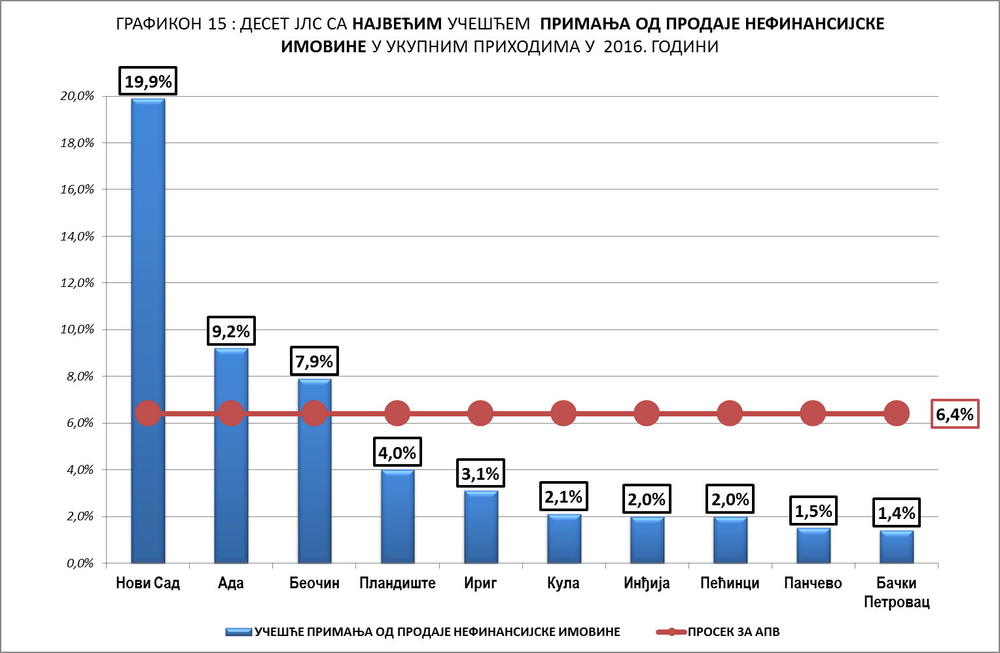 ГРАФИКОН 15 : ДЕСЕТ ЈЛС СА НАЈВЕЋИМ УЧЕШЋЕМ ПРИМАЊА ОД ПРОДАЈЕ НЕФИНАНСИЈСКЕ
ИМОВИНЕ У УКУПНИМ ПРИХОДИМА У 2016. ГОДИНИ
20,0%
18,0%
16,0%
14,0%
12,0%
10,0%
8,0%
6,0%
4,0%
2,0%
0,0%
19,9%
9,2%
7,9%
4,0%
3,1%
2,1%
2,0%
2,0%
1,5%
1,4%
6,4%
Нови Сад
Ада
Беочин
Пландиште
Ириг
Кула
Инђија
Пећинци
Панчево
Бачки
Петровац
УЧЕШЋЕ ПРИМАЊА ОД ПРОДАЈЕ НЕФИНАНСИЈСКЕ ИМОВИНЕ
ПРОСЕК ЗА АПВ